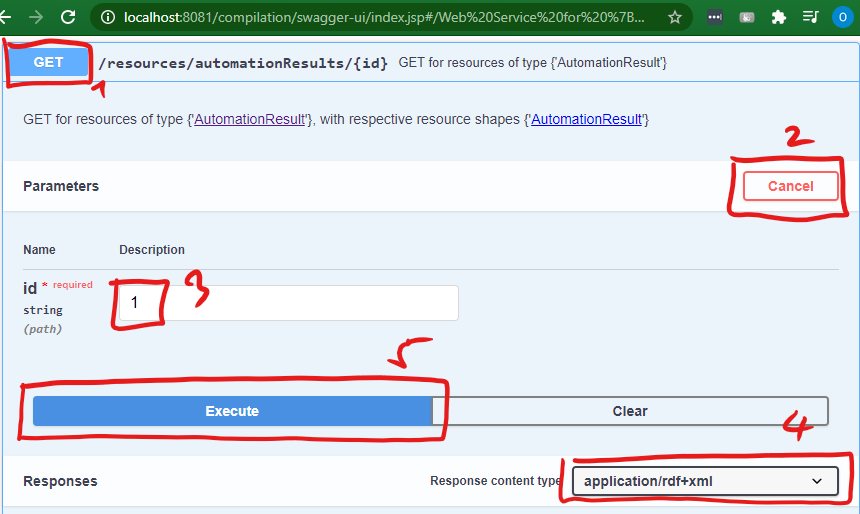 localhost:8081/compilation/swagger-ui/index.jsp#/Web%20Service%20for%20%7B... O
GET /resources/automationResults/{id} GET for resources of type {'AutomationResult'}
1
GET for resources of type {'AutomationResult'}, with respective resource shapes {'AutomationResult'}
2
Parameters Cancel
Name Description
id * required 1 3
string
(path)
5
Execute Clear
4
Responses Response content type application/rdf+xml